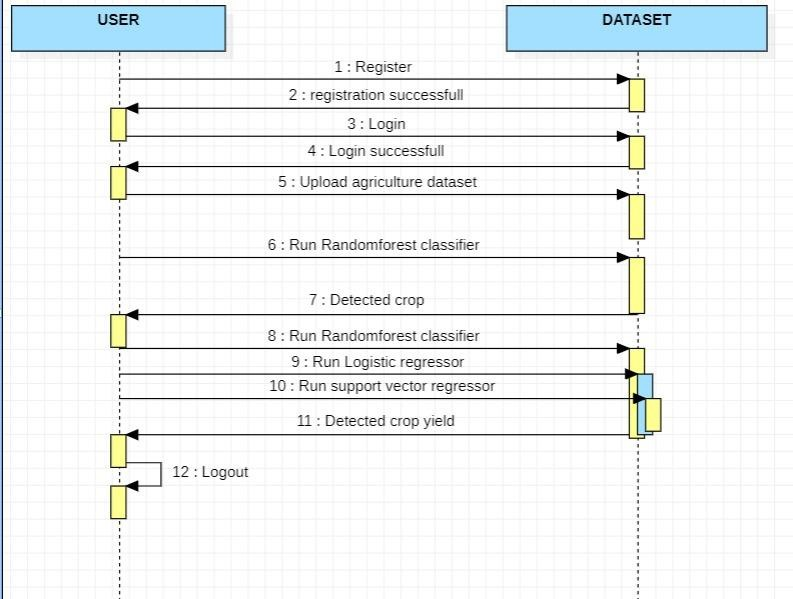 USER
DATASET
1 : Register
2 : registration successfull
3 : Login
4 : Login successfull
5 : Upload agriculture dataset
6 : Run Randomforest classifier
7 : Detected crop
8 : Run Randomforest classifier
9 : Run Logistic regressor
10 : Run support vector regressor
11 : Detected crop yield
12 : Logout